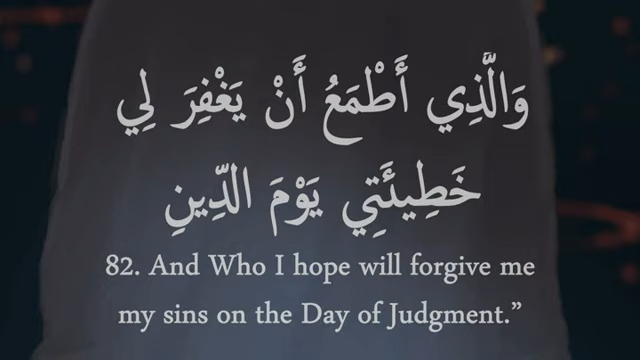 وَالَّذِي أَطْمَعُ أَنْ يَغْفِرَ لِي
خَطِيئَتِي يَوْمَ الدِّينِ
82. And Who I hope will forgive me
my sins on the Day of Judgment.”